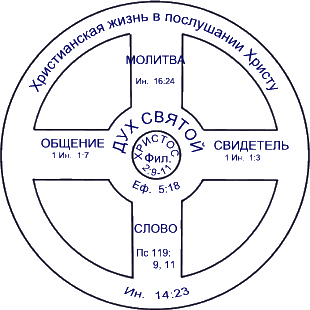 Христианская жизнь в послушании Христу
МОЛИТВА
Ин. 16:24
ДУХ СВЯТОЙ
ОБЩЕНИЕ
1 Ин. 1:7
ХРИСТОС
Фил.
2:8-11
СВИДЕТЕЛЬ
1 Ин. 1:3
Еф. 5:18
СЛОВО
Пс 119;
9, 11
Ин. 14:23